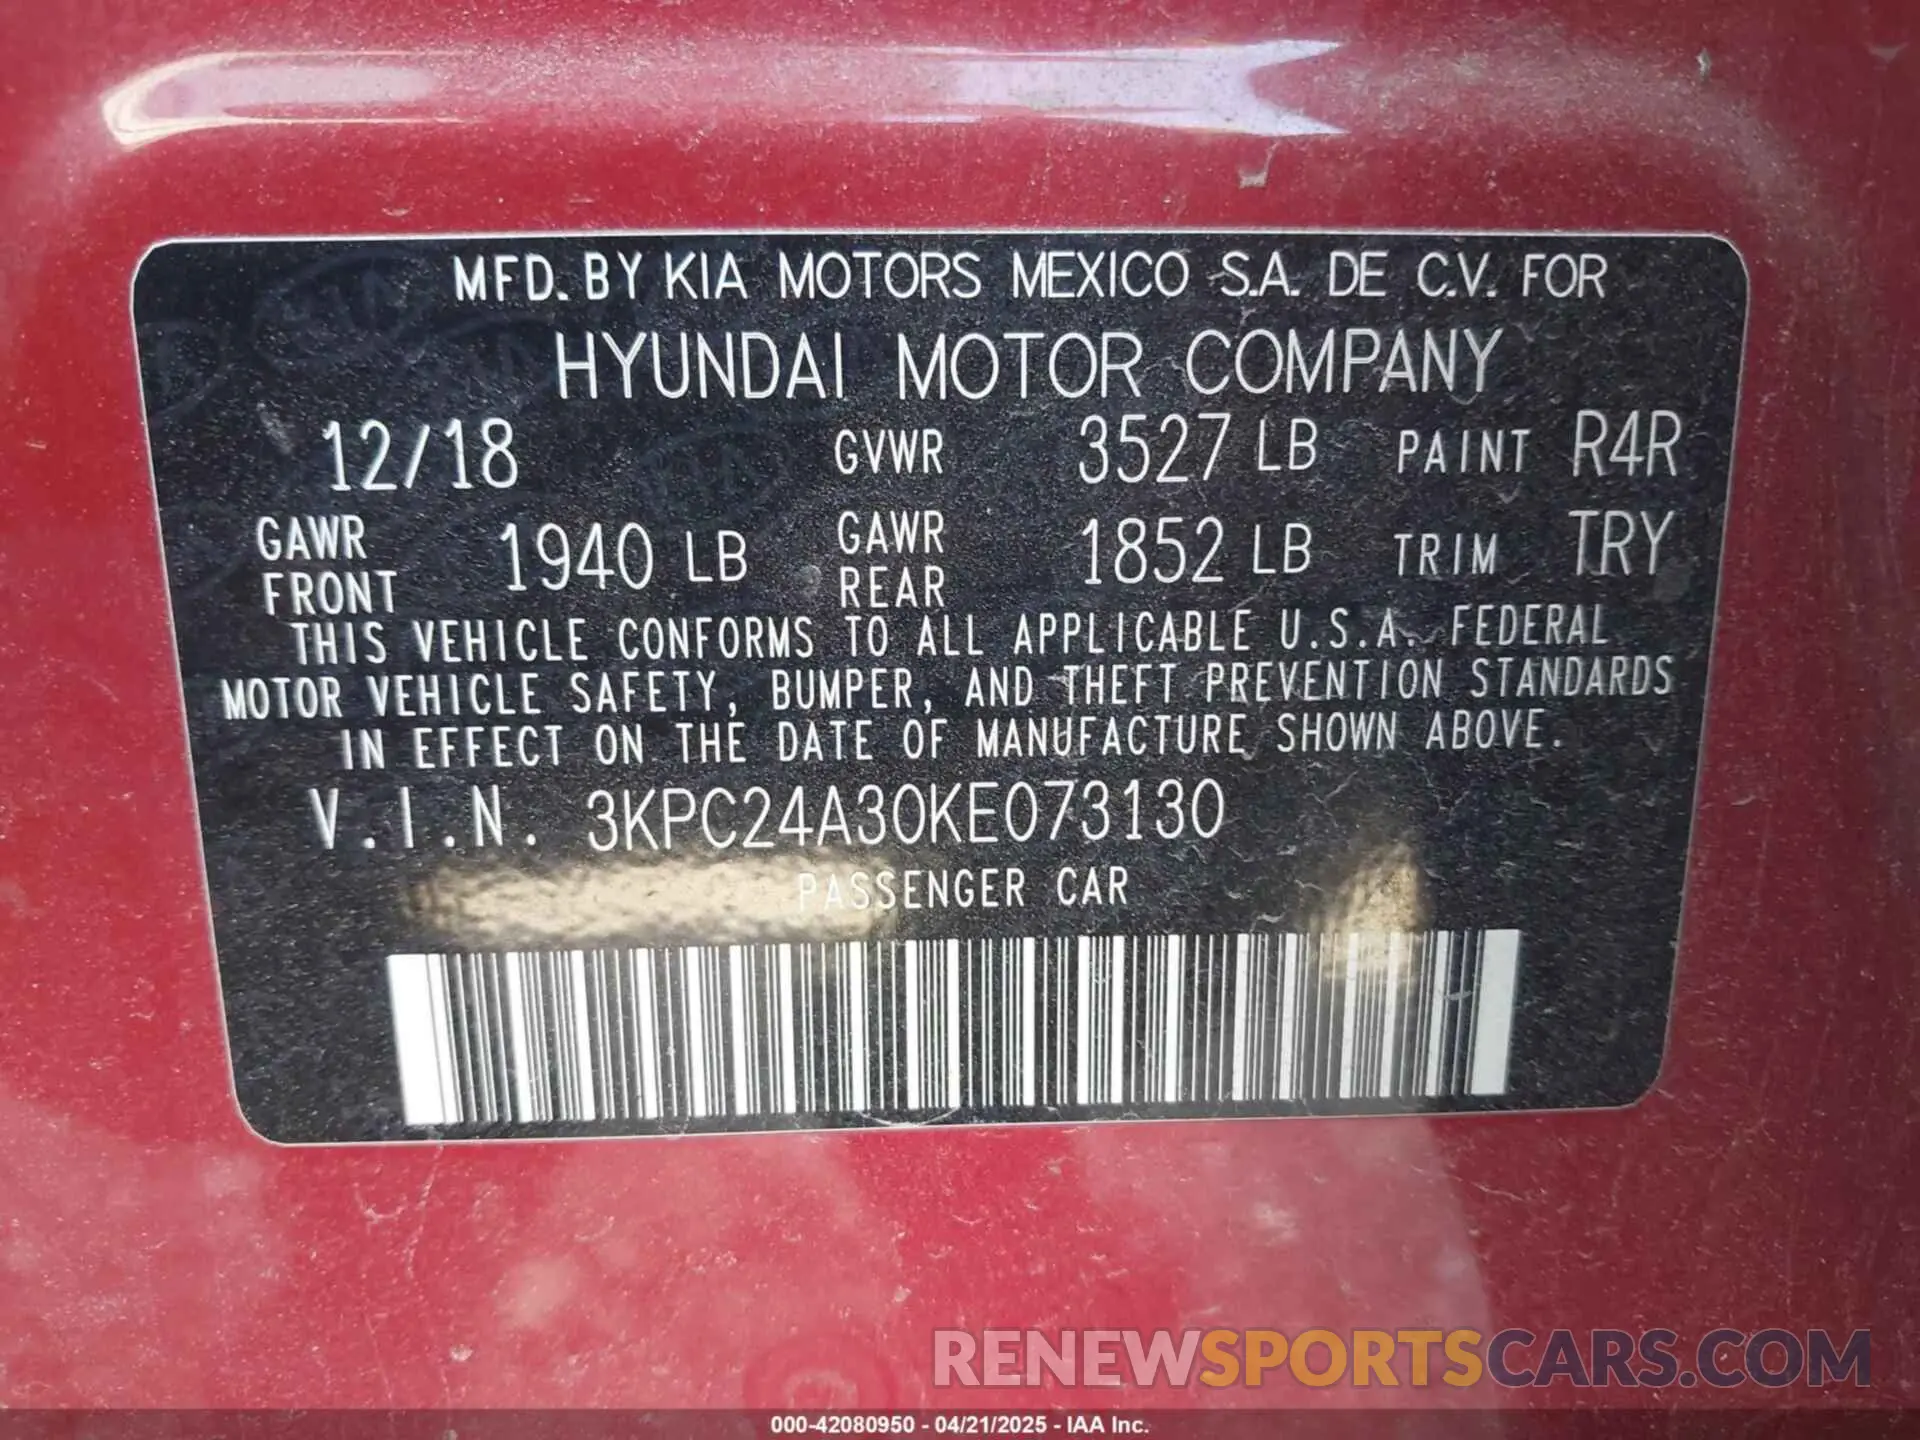 MFD. BY KIA MOTORS MEXICO S.A. DE C.V. FOR
HYUNDAI MOTOR COMPANY
12/18 GVWR 3527 LB PAINT R4R
GAWR FRONT 1940 LB GAWR REAR 1852 LB TRIM TRY
THIS VEHICLE CONFORMS TO ALL APPLICABLE U.S.A. FEDERAL
MOTOR VEHICLE SAFETY, BUMPER, AND THEFT PREVENTION STANDARDS
IN EFFECT ON THE DATE OF MANUFACTURE SHOWN ABOVE.
V.I.N. 3KPC24A30KE073130
PASSENGER CAR
RENEWSPORTSCARS.COM
000-42080950 - 04/21/2025 - IAA Inc.